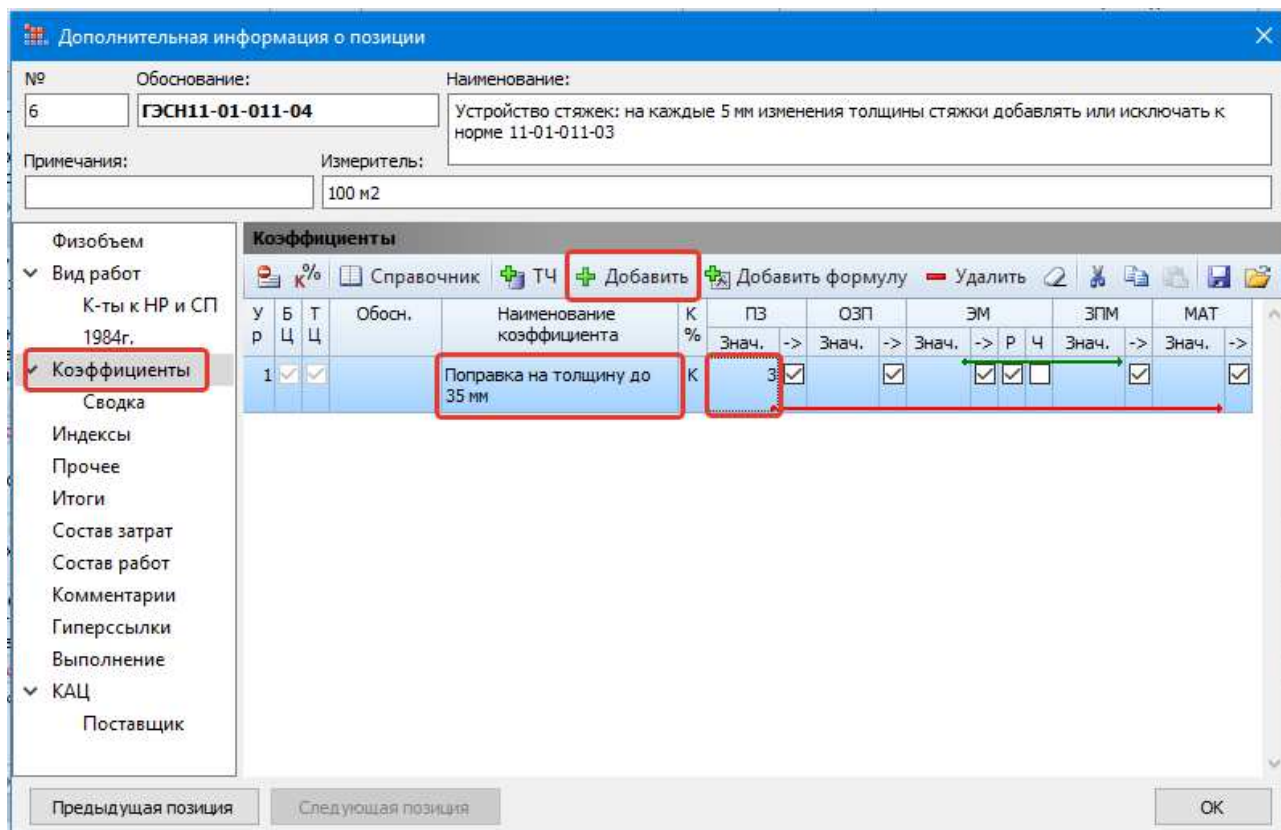 Дополнительная информация о позиции
№ Обоснование: Наименование:
6 ГЭСН11-01-011-04 Устройство стяжек: на каждые 5 мм изменения толщины стяжки добавлять или исключать к
норме 11-01-011-03
Примечания: Измеритель:
100 м2
Физобъем
Вид работ
К-ты к НР и СП
1984г.
Коэффициенты
Сводка
Индексы
Прочее
Итоги
Состав затрат
Состав работ
Комментарии
Гиперссылки
Выполнение
КАЦ
Поставщик
Коэффициенты
К% Справочник ТЧ Добавить Добавить формулу Удалить
У Б Т Обосн. Наименование К ПЗ ОЗП ЭМ ЗПМ МАТ
р Ц Ц коэффициента % Знач. -> Знач. -> Знач. -> Р Ч Знач. -> Знач. ->
1 Поправка на толщину до К 3
35 мм
Предыдущая позиция Следующая позиция ОК